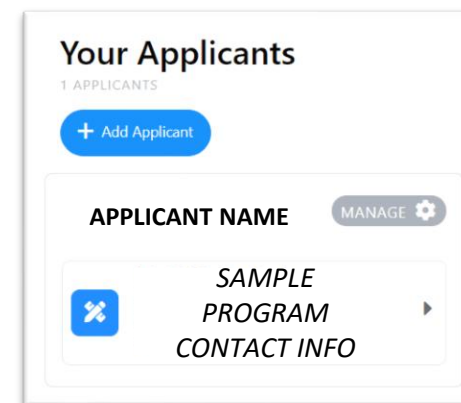 Your Applicants
1 APPLICANTS
+ Add Applicant
APPLICANT NAME
MANAGE
SAMPLE
PROGRAM
CONTACT INFO